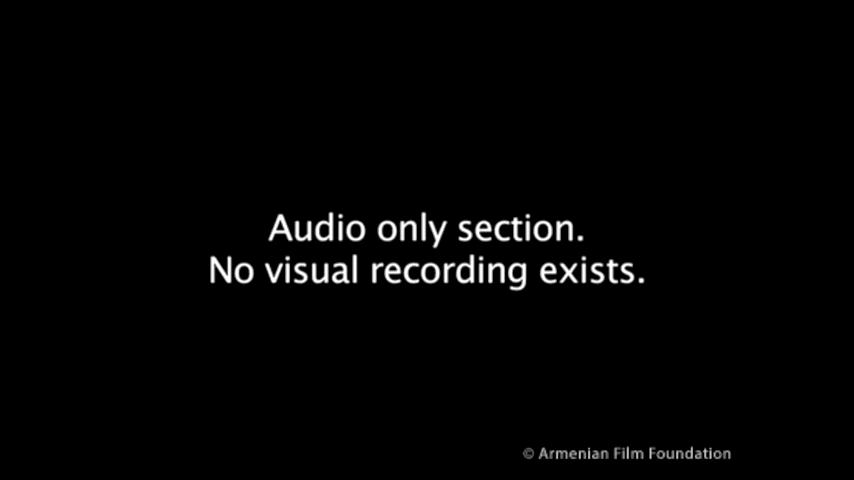 Audio only section.
No visual recording exists.
© Armenian Film Foundation